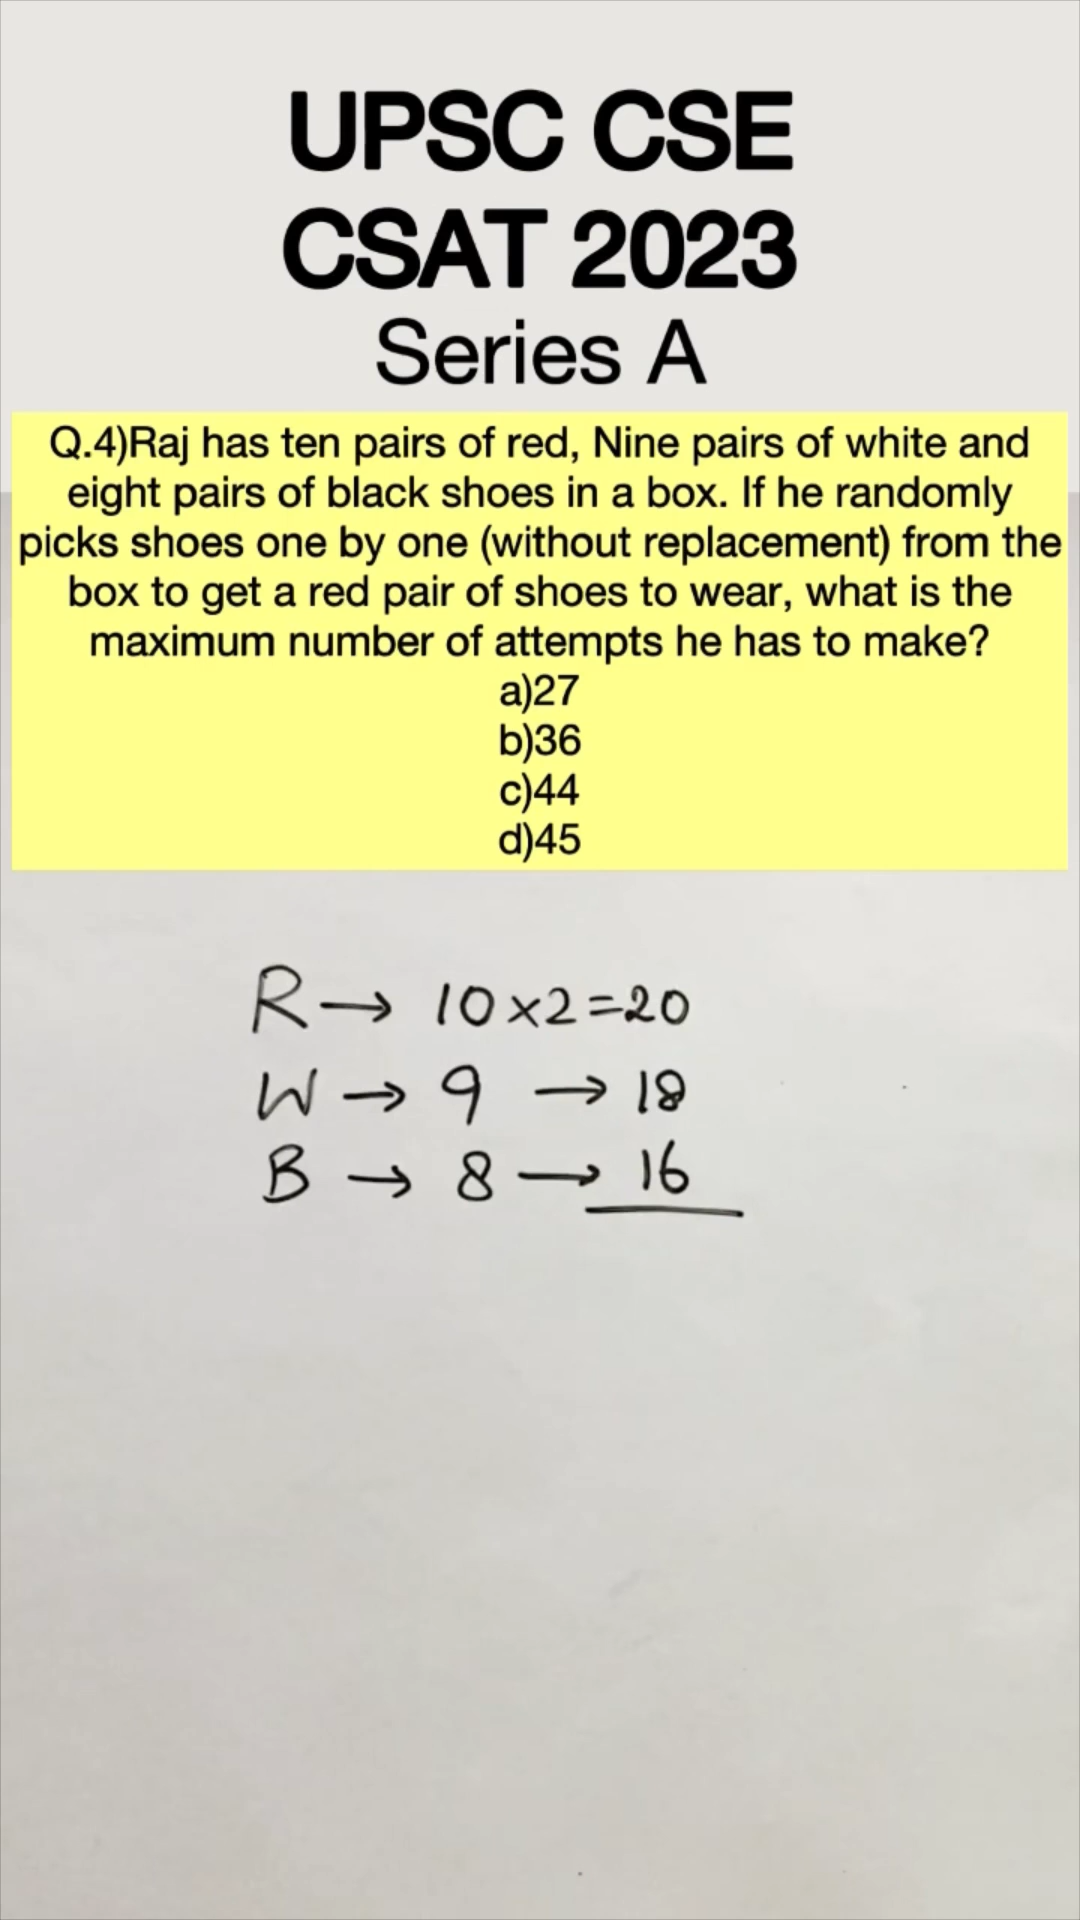 UPSC CSE
CSAT 2023
Series A
Q.4)Raj has ten pairs of red, Nine pairs of white and
eight pairs of black shoes in a box. If he randomly
picks shoes one by one (without replacement) from the
box to get a red pair of shoes to wear, what is the
maximum number of attempts he has to make?
a)27
b)36
c)44
d)45
R→ 10×2=20
W→ 9 → 18
B → 8 → 16